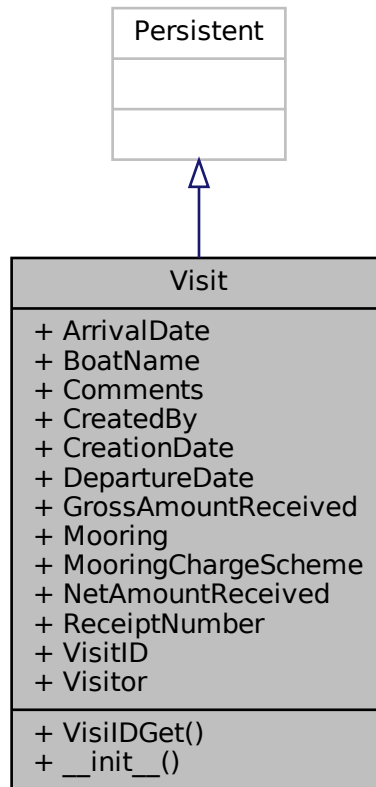 Persistent
Visit
+ ArrivalDate
+ BoatName
+ Comments
+ CreatedBy
+ CreationDate
+ DepartureDate
+ GrossAmountReceived
+ Mooring
+ MooringChargeScheme
+ NetAmountReceived
+ ReceiptNumber
+ VisitID
+ Visitor
+ VisiIDGet()
+ __init__()